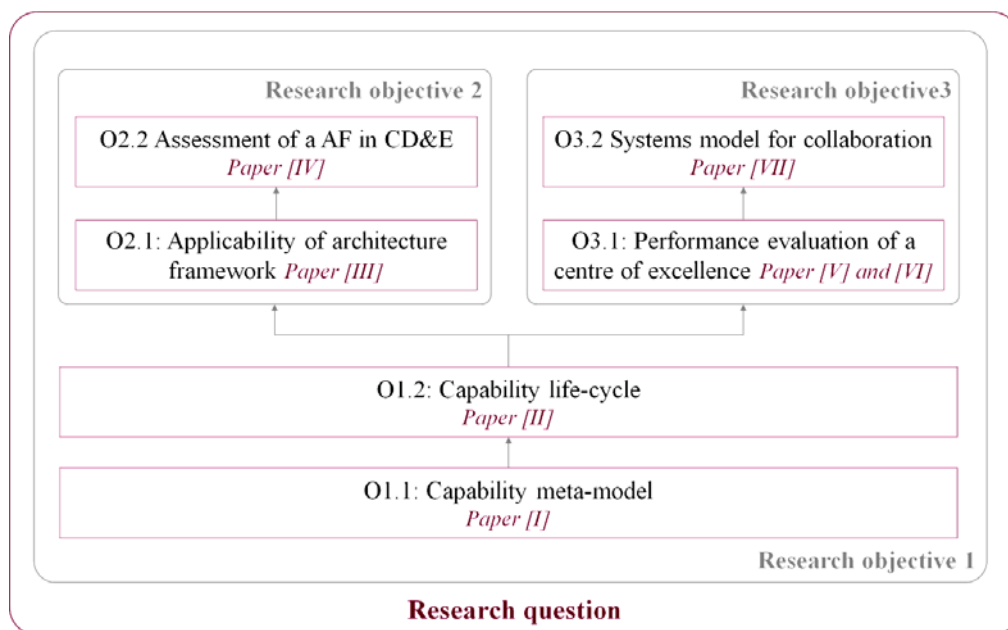 Research objective 2
O2.2 Assessment of a AF in CD&E
Paper [IV]
O2.1: Applicability of architecture
framework Paper [III]
Research objective3
O3.2 Systems model for collaboration
Paper [VII]
O3.1: Performance evaluation of a
centre of excellence Paper [V] and [VI]
O1.2: Capability life-cycle
Paper [II]
O1.1: Capability meta-model
Paper [I]
Research objective 1
Research question